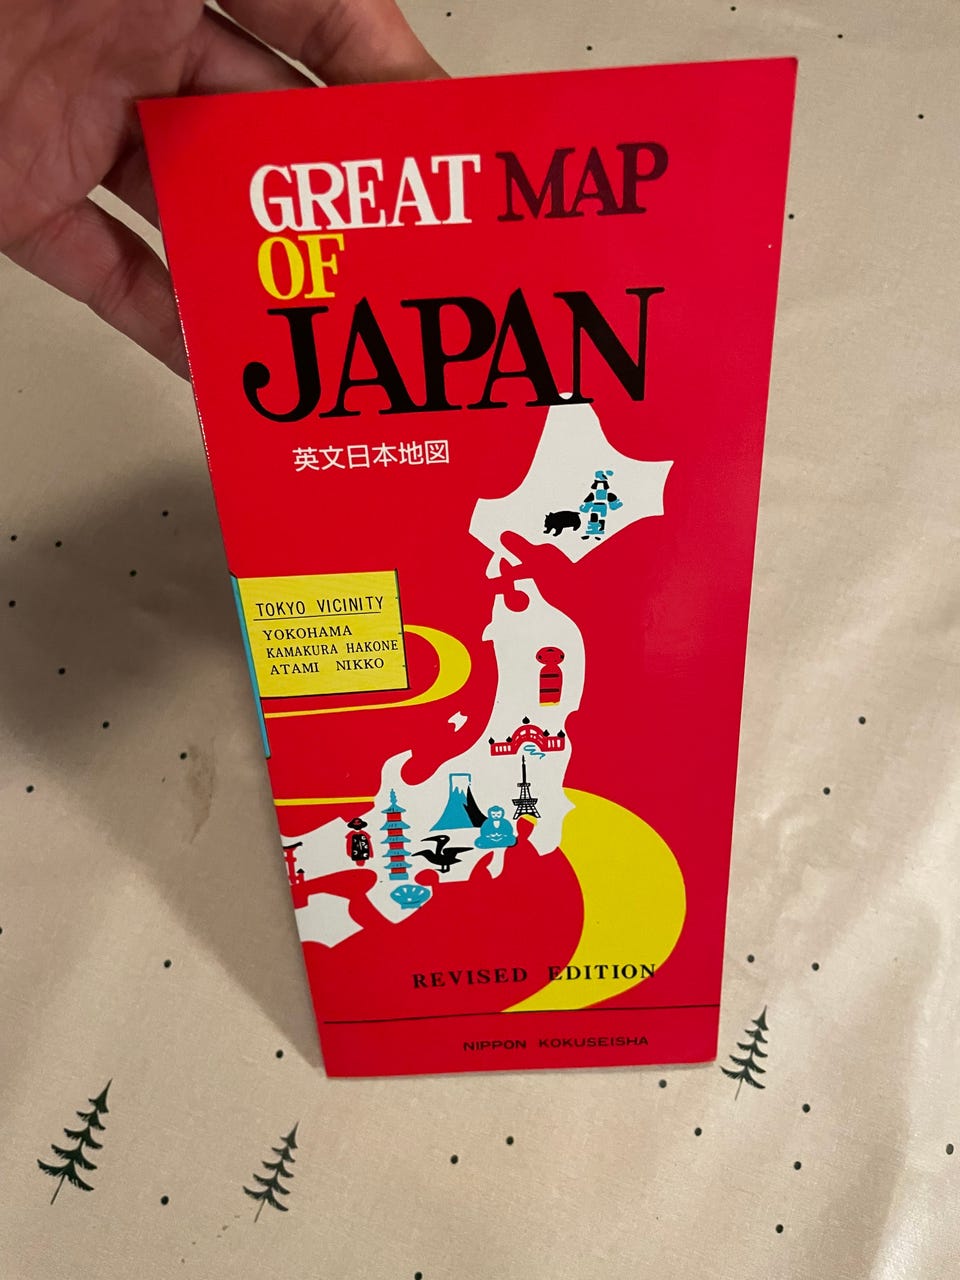 GREAT MAP
OF
JAPAN
英文日本地図
TOKYO VICINITY
YOKOHAMA
KAMAKURA HAKONE
ATAMI NIKKO
REVISED EDITION
NIPPON KOKUSEISHA